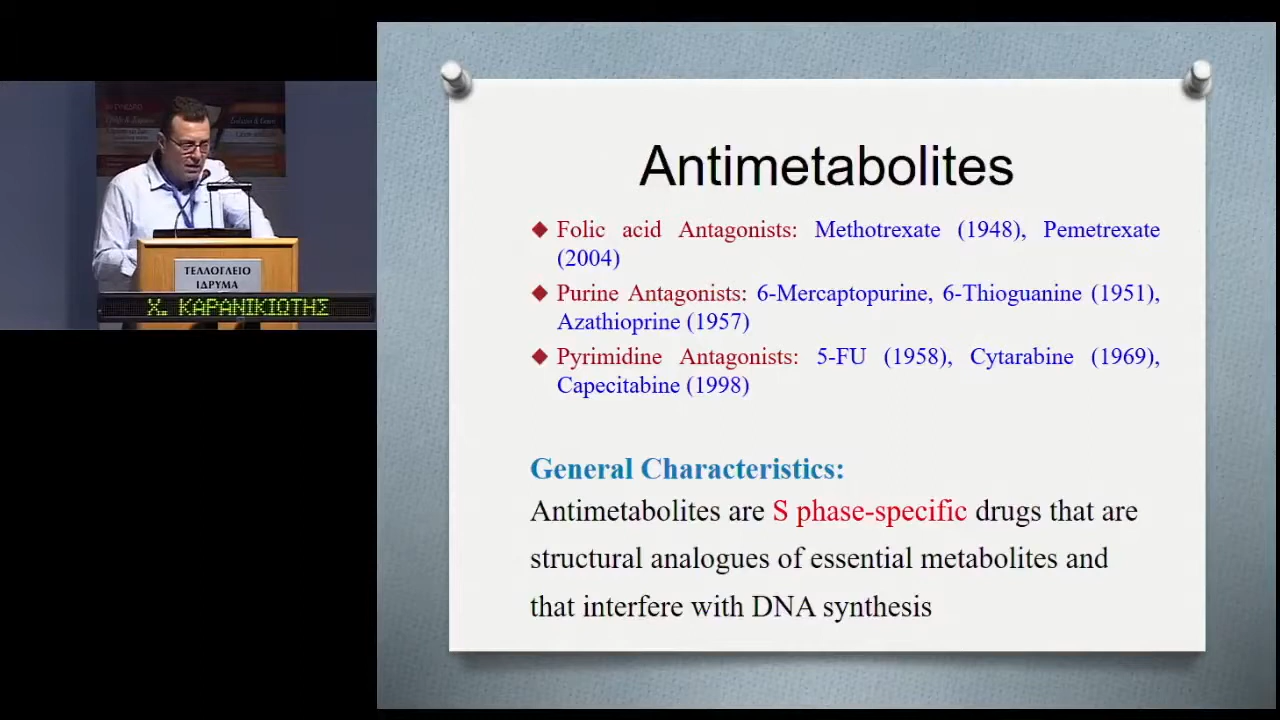 ΤΕΛΛΟΓΛΕΙΟ
ΙΔΡΥΜΑ
Χ. ΚΑΡΑΝΙΚΙΩΤΗΣ
Antimetabolites
Folic acid Antagonists: Methotrexate (1948), Pemetrexate
(2004)
Purine Antagonists: 6-Mercaptopurine, 6-Thioguanine (1951),
Azathioprine (1957)
Pyrimidine Antagonists: 5-FU (1958), Cytarabine (1969),
Capecitabine (1998)
General Characteristics:
Antimetabolites are S phase-specific drugs that are
structural analogues of essential metabolites and
that interfere with DNA synthesis